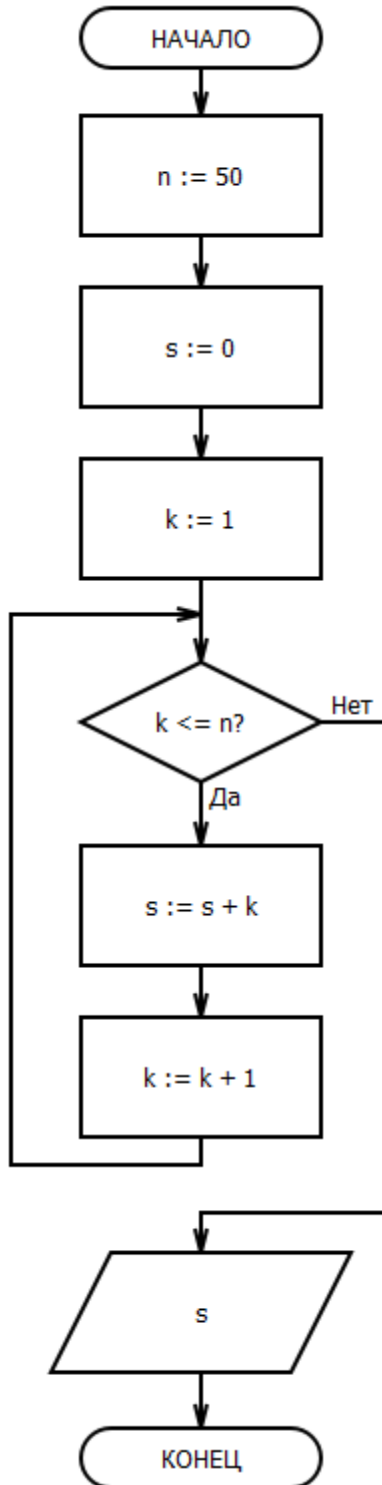 НАЧАЛО
n := 50
s := 0
k := 1
k <= n?
Нет
Да
s := s + k
k := k + 1
s
КОНЕЦ